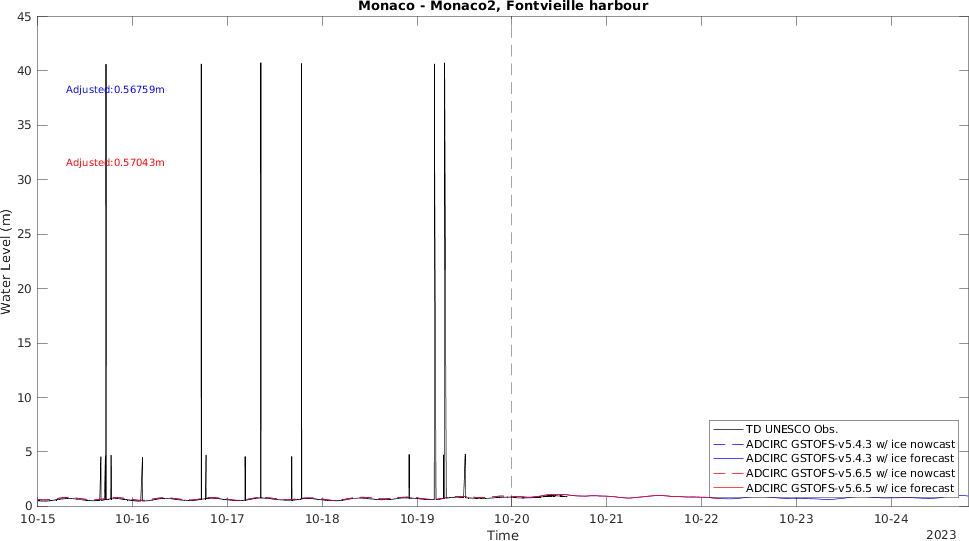 Monaco - Monaco2, Fontvieille harbour
45
40
35
30
25
20
15
10
5
0
Water Level (m)
Adjusted:0.56759m
Adjusted:0.57043m
TD UNESCO Obs.
ADCIRC GSTOFS-v5.4.3 w/ ice nowcast
ADCIRC GSTOFS-v5.4.3 w/ ice forecast
ADCIRC GSTOFS-v5.6.5 w/ ice nowcast
ADCIRC GSTOFS-v5.6.5 w/ ice forecast
10-15 10-16 10-17 10-18 10-19 10-20 10-21 10-22 10-23 10-24
Time
2023